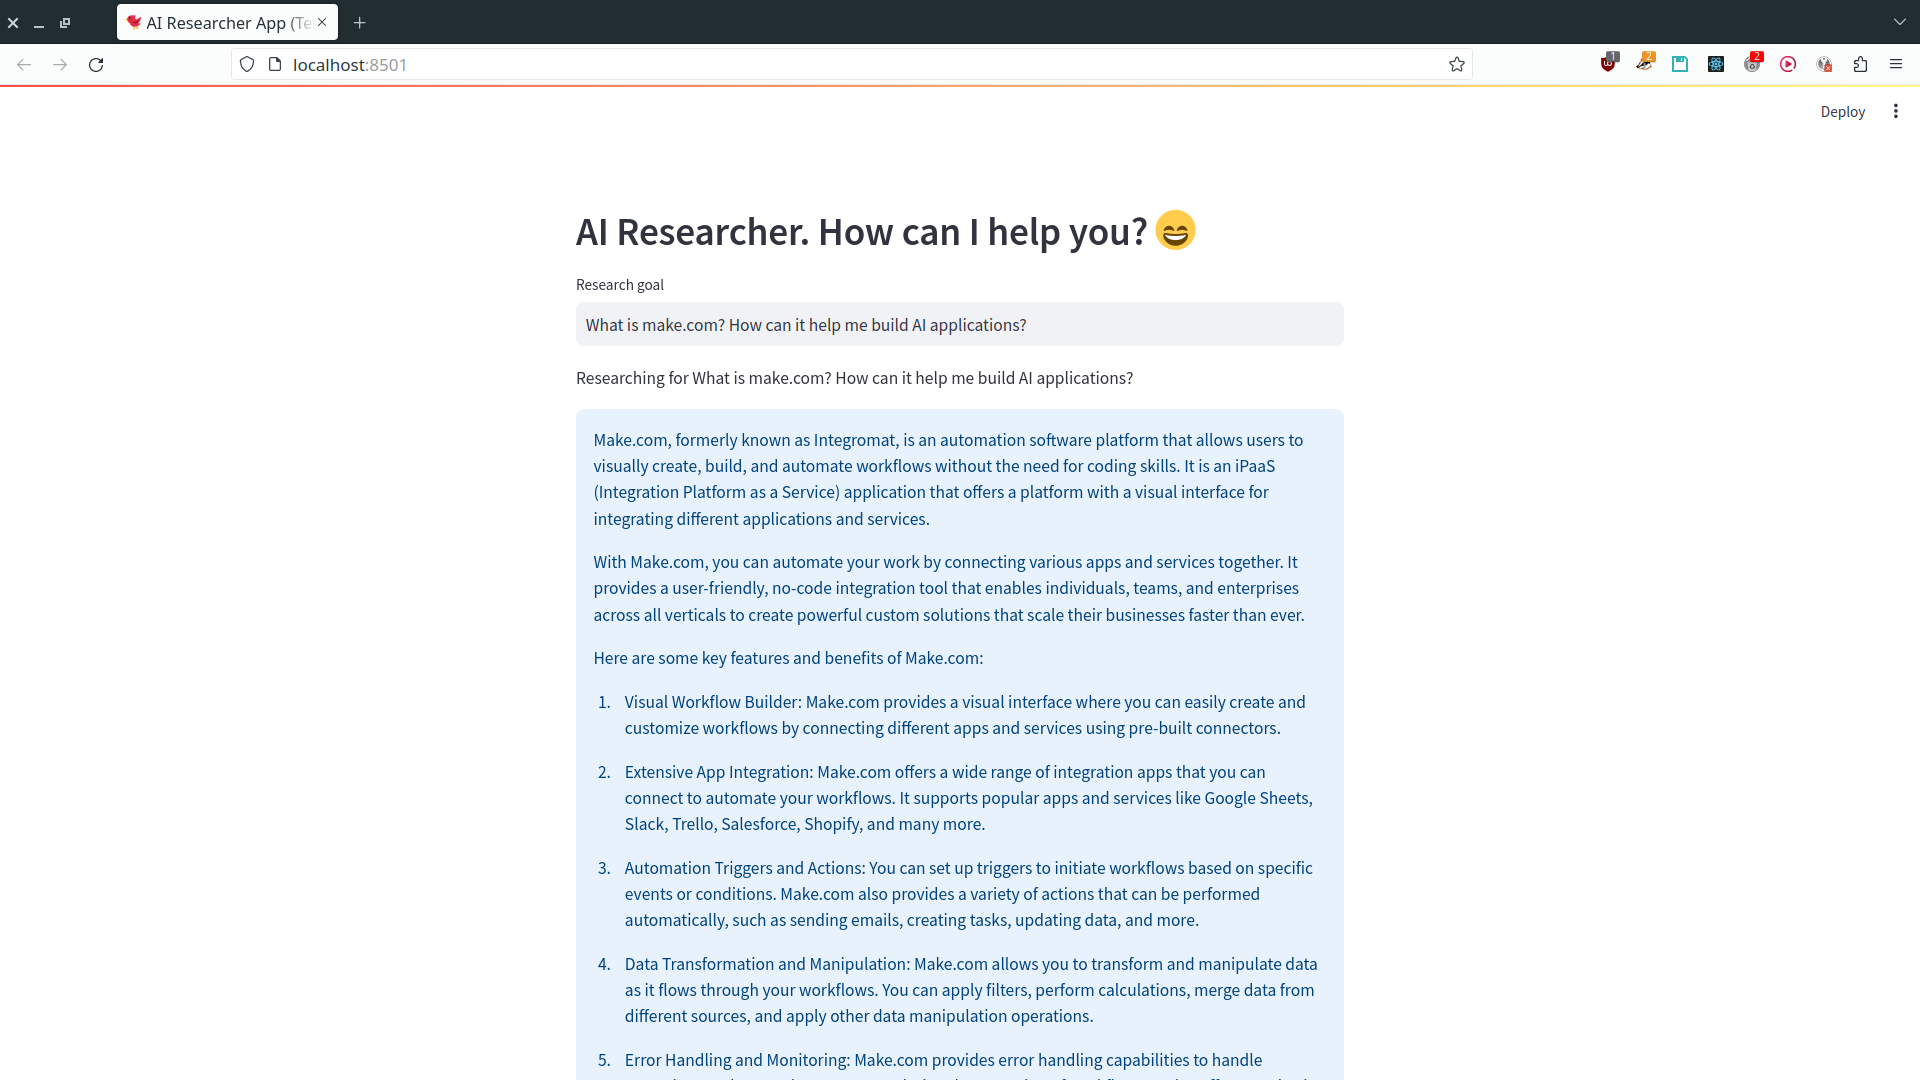 AI Researcher App (Te
localhost:8501
1
2
2
Deploy
AI Researcher. How can I help you? 😄
Research goal
What is make.com? How can it help me build AI applications?
Researching for What is make.com? How can it help me build AI applications?
Make.com, formerly known as Integromat, is an automation software platform that allows users to
visually create, build, and automate workflows without the need for coding skills. It is an iPaaS
(Integration Platform as a Service) application that offers a platform with a visual interface for
integrating different applications and services.
With Make.com, you can automate your work by connecting various apps and services together. It
provides a user-friendly, no-code integration tool that enables individuals, teams, and enterprises
across all verticals to create powerful custom solutions that scale their businesses faster than ever.
Here are some key features and benefits of Make.com:
1. Visual Workflow Builder: Make.com provides a visual interface where you can easily create and
customize workflows by connecting different apps and services using pre-built connectors.
2. Extensive App Integration: Make.com offers a wide range of integration apps that you can
connect to automate your workflows. It supports popular apps and services like Google Sheets,
Slack, Trello, Salesforce, Shopify, and many more.
3. Automation Triggers and Actions: You can set up triggers to initiate workflows based on specific
events or conditions. Make.com also provides a variety of actions that can be performed
automatically, such as sending emails, creating tasks, updating data, and more.
4. Data Transformation and Manipulation: Make.com allows you to transform and manipulate data
as it flows through your workflows. You can apply filters, perform calculations, merge data from
different sources, and apply other data manipulation operations.
5. Error Handling and Monitoring: Make.com provides error handling capabilities to handle